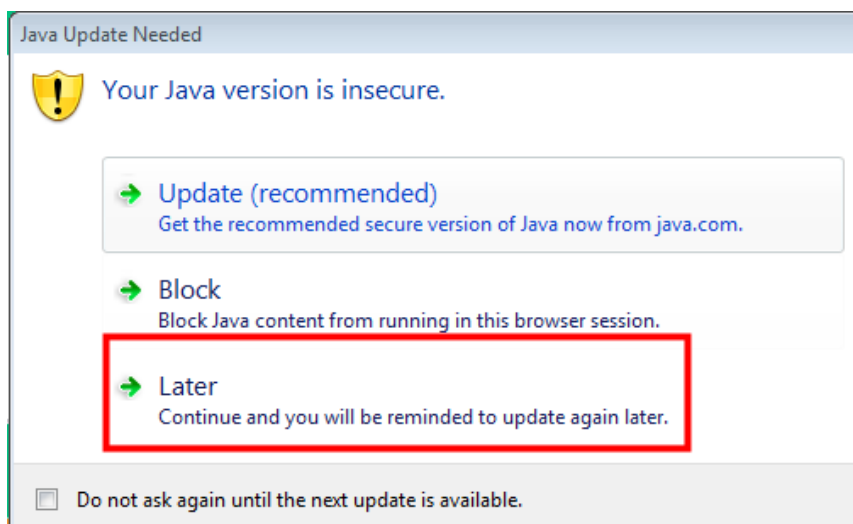 Java Update Needed
Your Java version is insecure.
Update (recommended)
Get the recommended secure version of Java now from java.com.
Block
Block Java content from running in this browser session.
Later
Continue and you will be reminded to update again later.
Do not ask again until the next update is available.